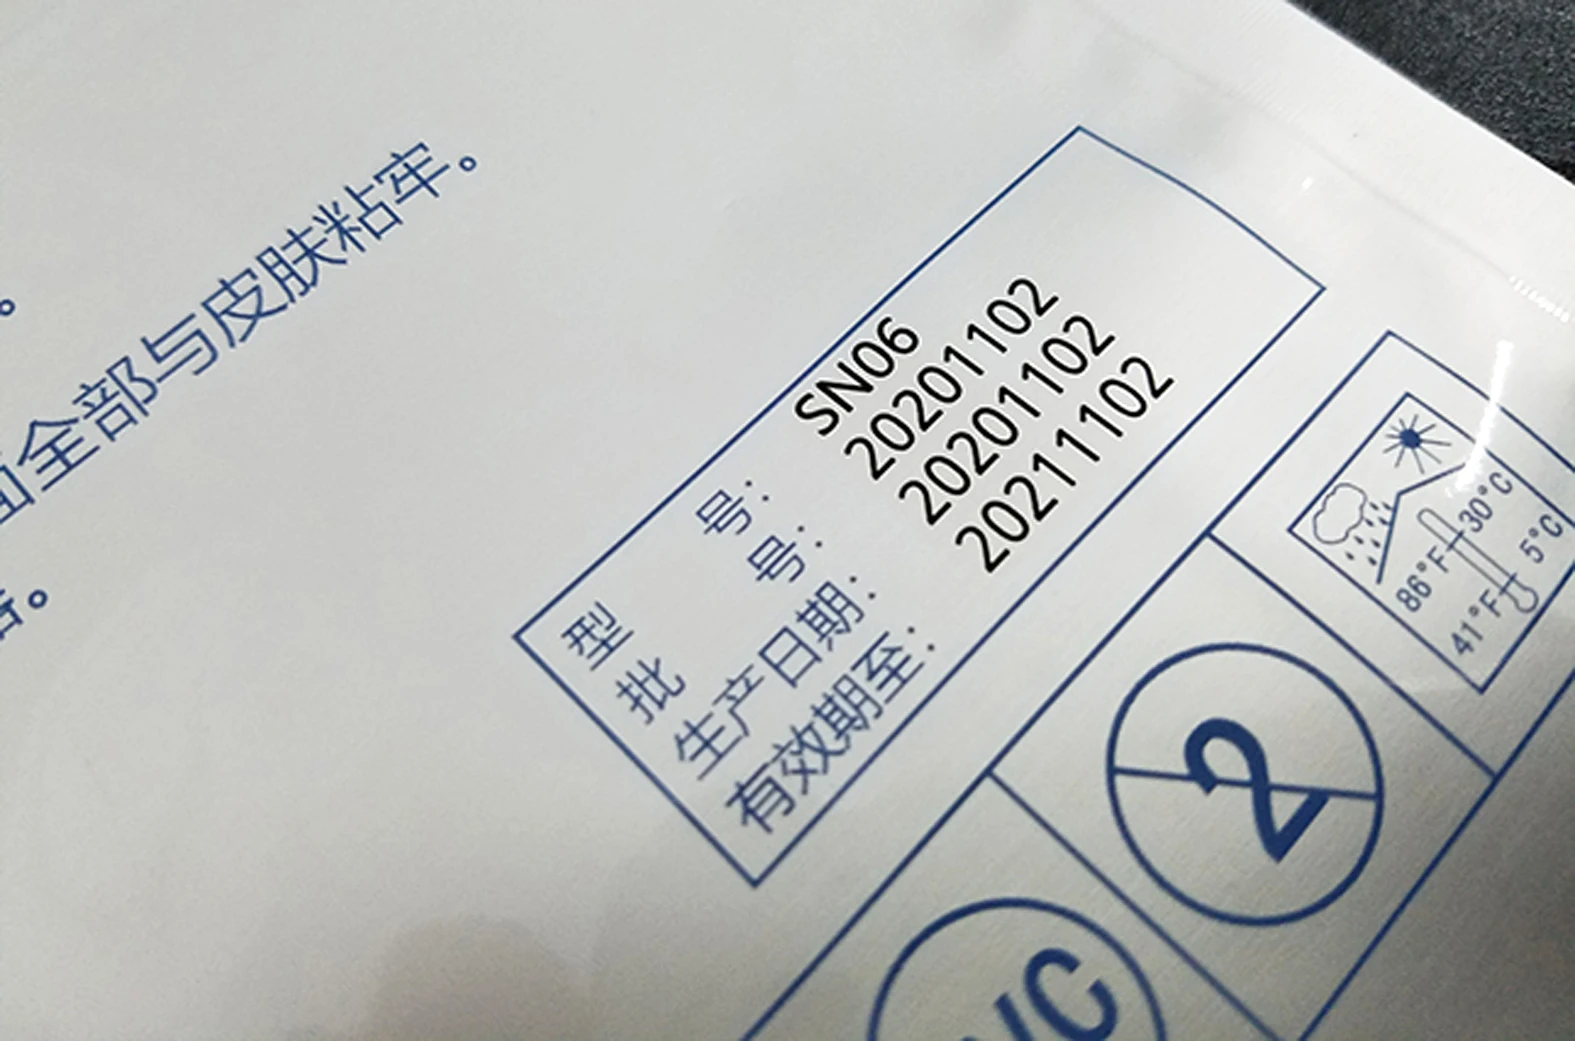 。
面全部与皮肤粘牢。
。
型 号: SN06
批 号: 20201102
生产日期: 20201102
有效期至: 20211102
30°C
86°F
5°C
41°F
2